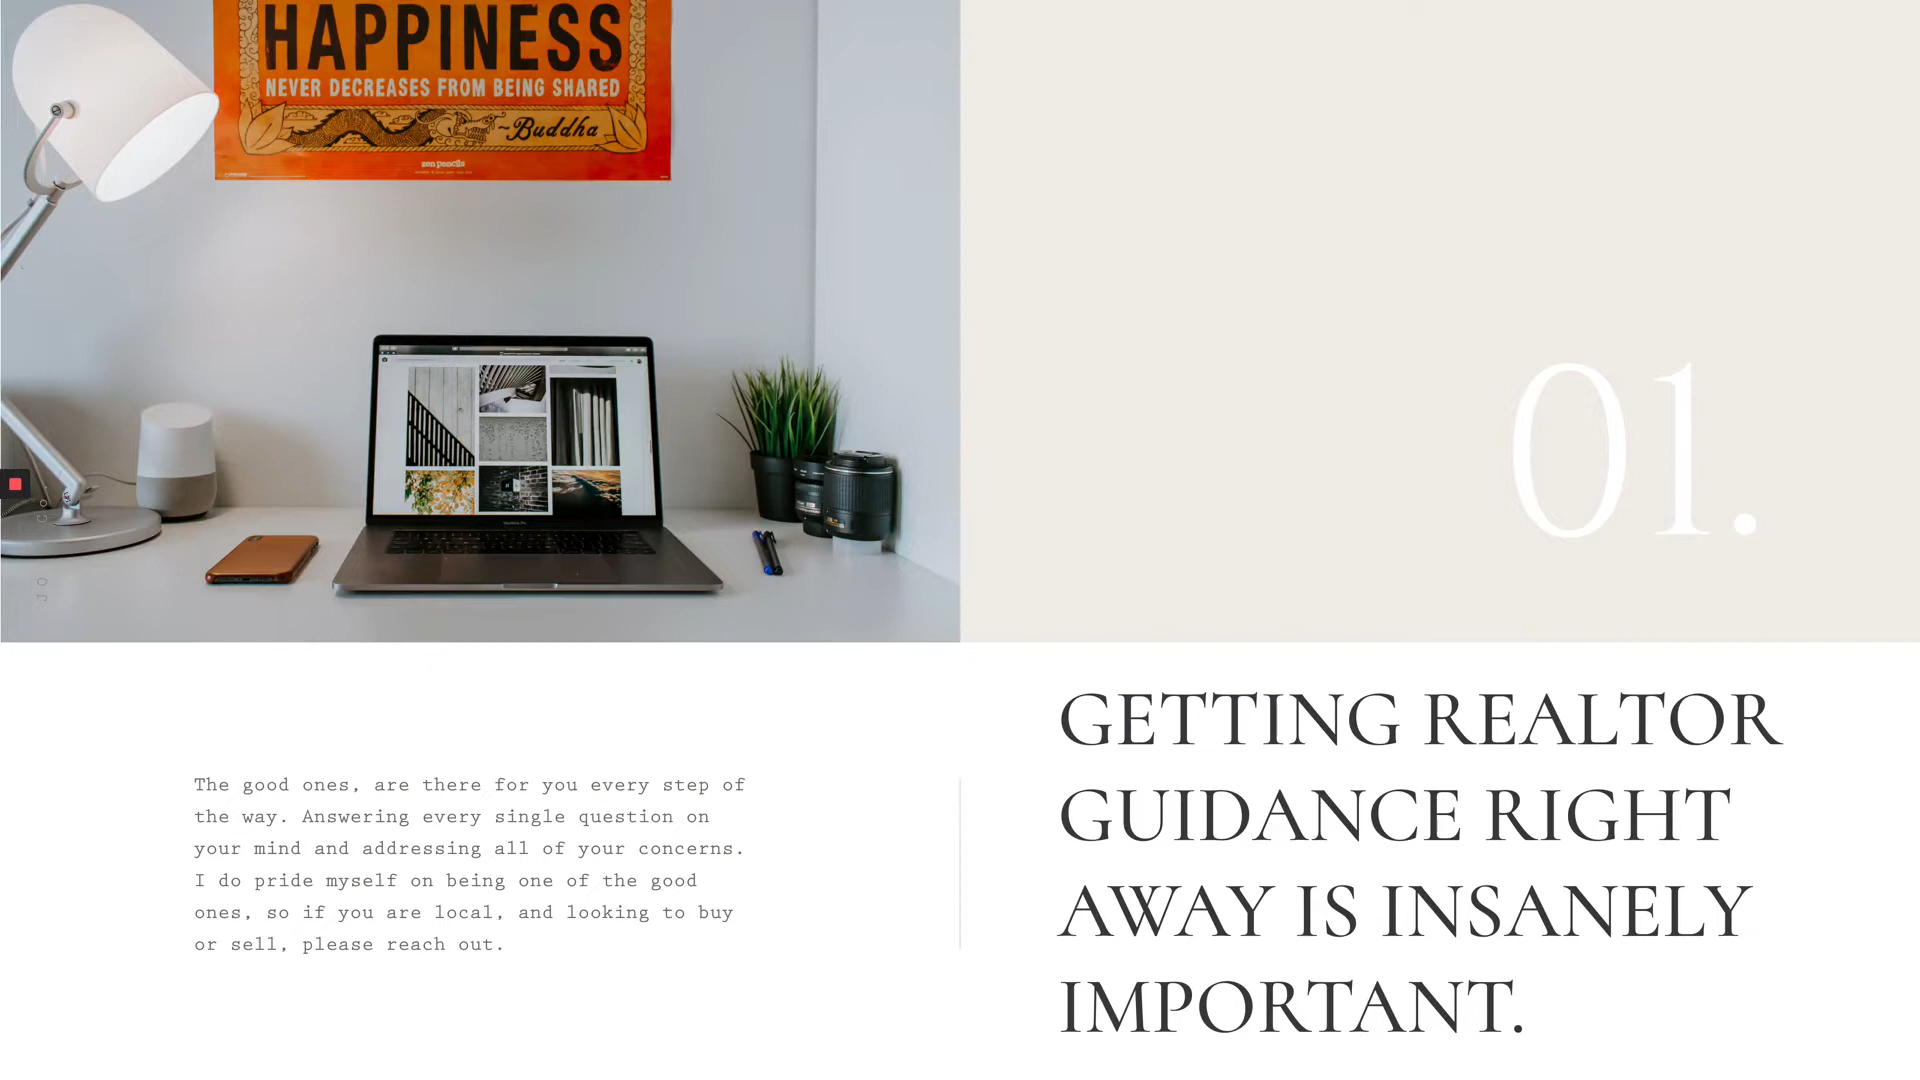 HAPPINESS
NEVER DECREASES FROM BEING SHARED
~Buddha
zen pencils
01.
GETTING REALTOR
GUIDANCE RIGHT
AWAY IS INSANELY
IMPORTANT.
The good ones, are there for you every step of
the way. Answering every single question on
your mind and addressing all of your concerns.
I do pride myself on being one of the good
ones, so if you are local, and looking to buy
or sell, please reach out.